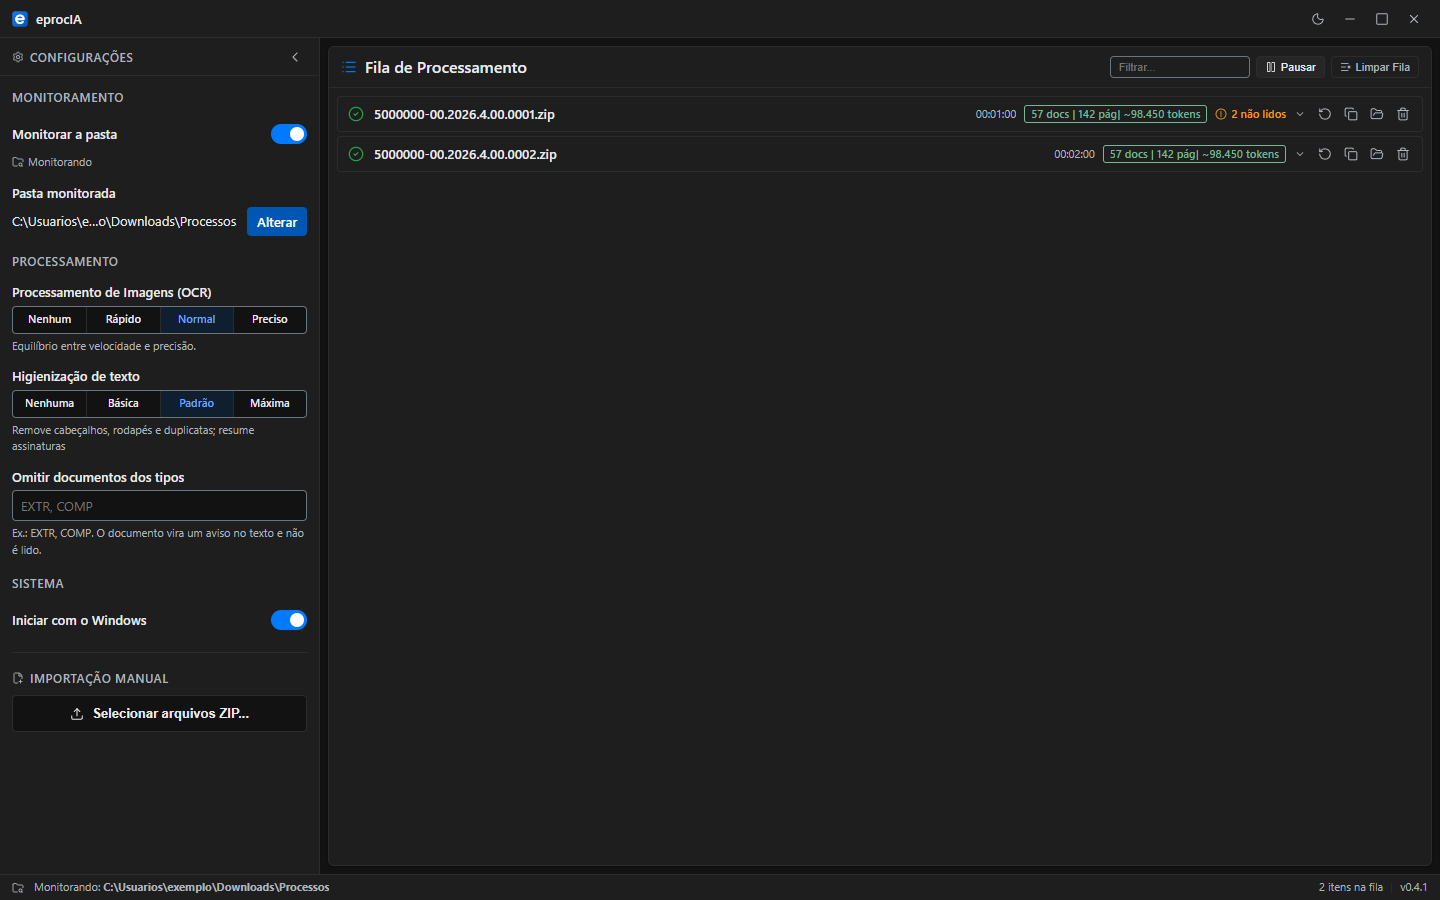 eprocIA
CONFIGURAÇÕES
MONITORAMENTO
Monitorar a pasta
Monitorando
Pasta monitorada
C:\Usuarios\e...o\Downloads\Processos
Alterar
PROCESSAMENTO
Processamento de Imagens (OCR)
Nenhum Rápido Normal Preciso
Equilíbrio entre velocidade e precisão.
Higienização de texto
Nenhuma Básica Padrão Máxima
Remove cabeçalhos, rodapés e duplicatas; resume
assinaturas
Omitir documentos dos tipos
EXTR, COMP
Ex.: EXTR, COMP. O documento vira um aviso no texto e não
é lido.
SISTEMA
Iniciar com o Windows
IMPORTAÇÃO MANUAL
Selecionar arquivos ZIP...
Fila de Processamento
Filtrar...
Pausar
Limpar Fila
5000000-00.2026.4.00.0001.zip 00:01:00 57 docs | 142 pág| ~98.450 tokens 2 não lidos
5000000-00.2026.4.00.0002.zip 00:02:00 57 docs | 142 pág| ~98.450 tokens
Monitorando: C:\Usuarios\exemplo\Downloads\Processos
2 itens na fila v0.4.1